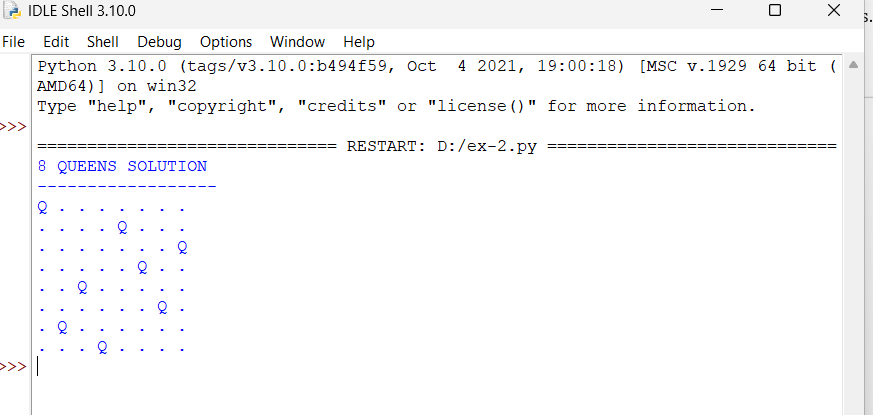 IDLE Shell 3.10.0
File Edit Shell Debug Options Window Help
Python 3.10.0 (tags/v3.10.0:b494f59, Oct  4 2021, 19:00:18) [MSC v.1929 64 bit (
AMD64)] on win32
Type "help", "copyright", "credits" or "license()" for more information.
>>>
============================== RESTART: D:/ex-2.py =============================
8 QUEENS SOLUTION
------------------
Q . . . . . . .
. . . . Q . . .
. . . . . . . Q
. . . . . Q . .
. . Q . . . . .
. . . . . . Q .
. Q . . . . . .
. . . Q . . . .
>>>